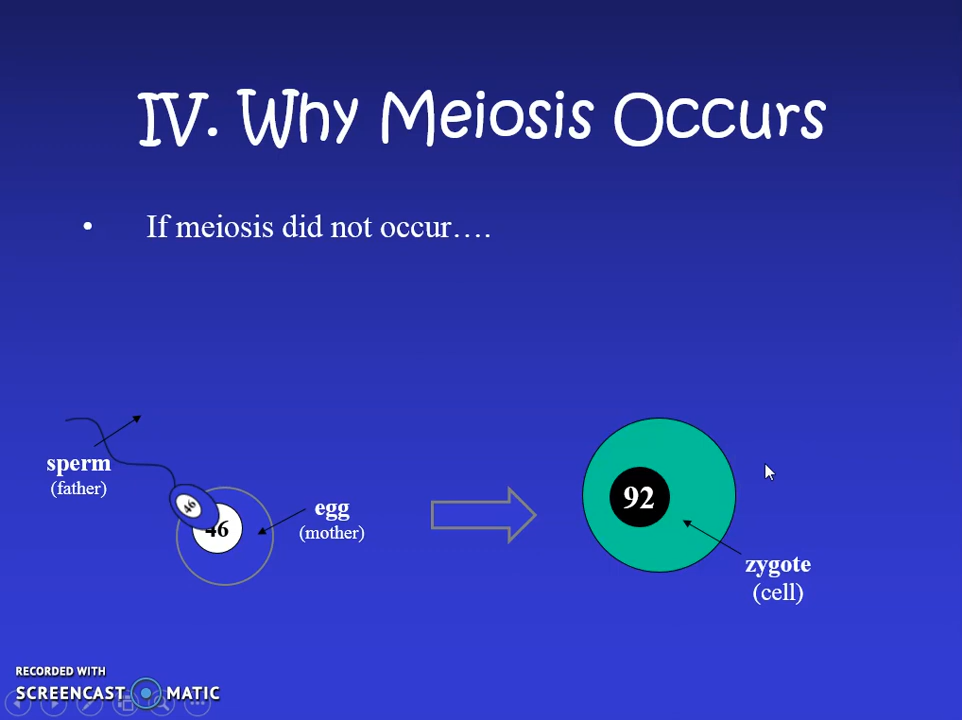 IV. Why Meiosis Occurs
• If meiosis did not occur….
sperm
(father)
46
46
egg
(mother)
92
zygote
(cell)
RECORDED WITH
SCREENCAST MATIC